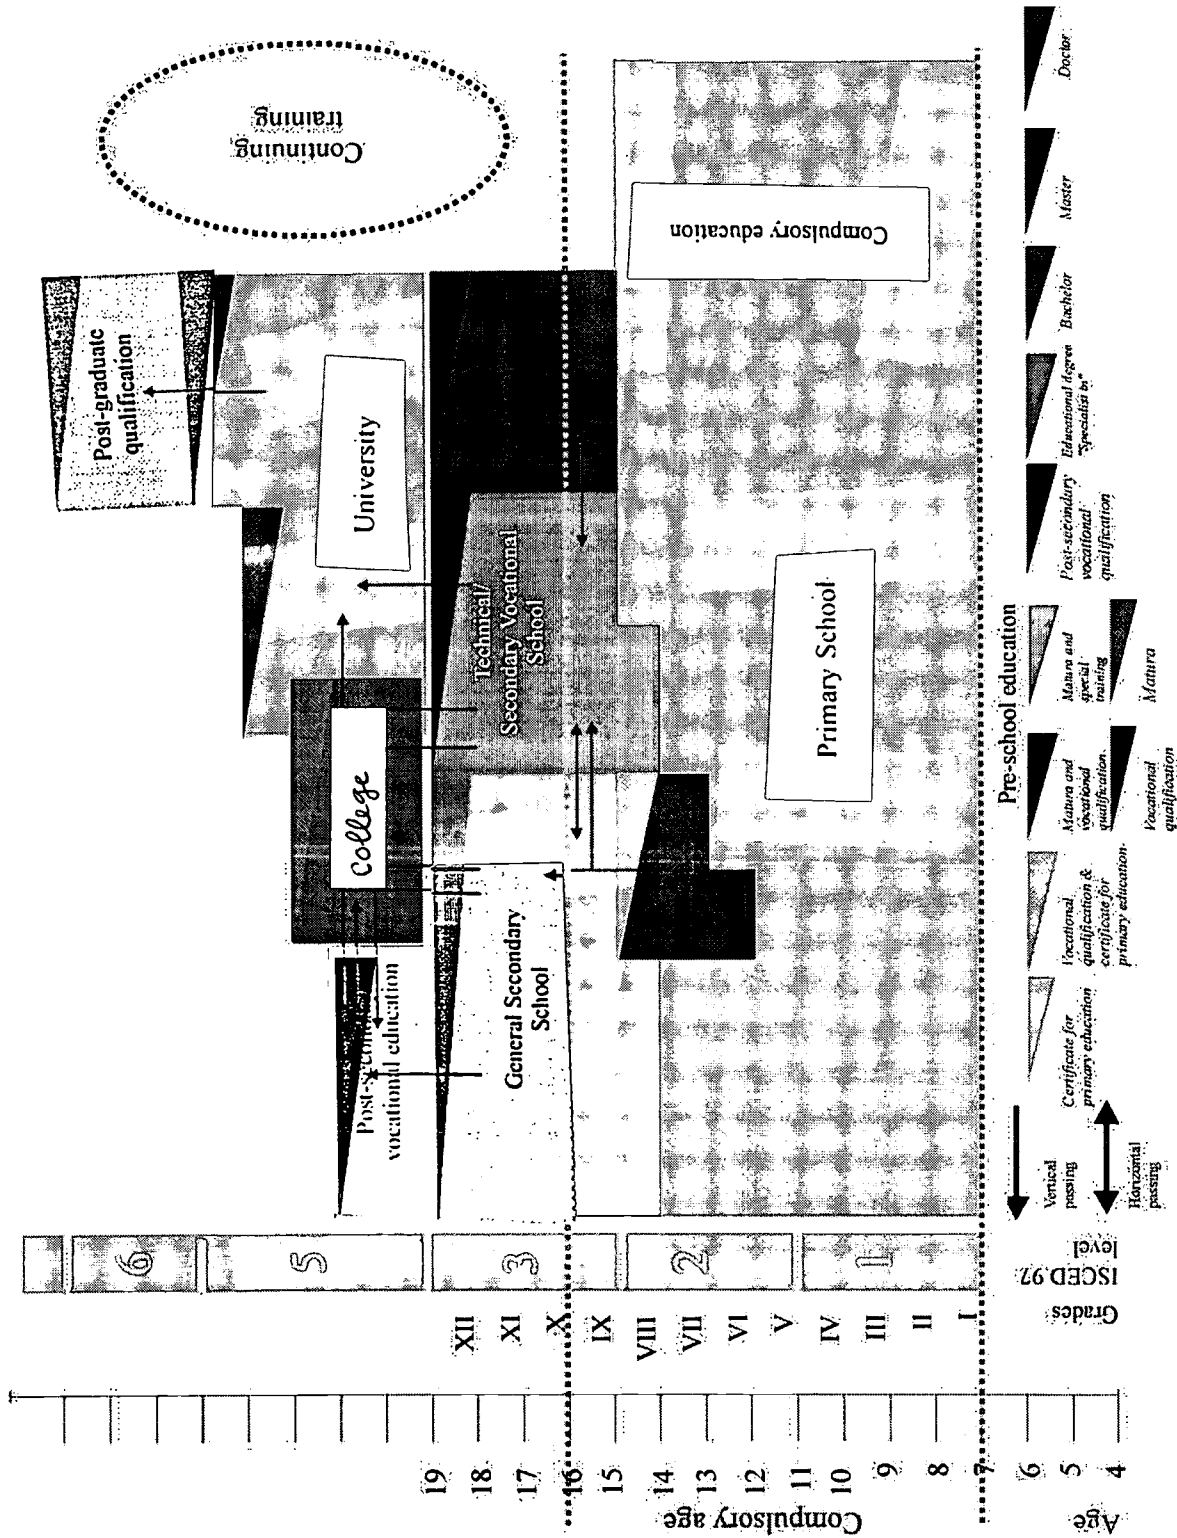 Continuing
training
Post-graduate
qualification
University
College
Post-secondary
vocational education
Technical/
Secondary Vocational
School
General Secondary
School
Compulsory education
Primary School
Pre-school education
6
5
3
2
1
ISCED.97
level
XII
XI
X
IX
VIII
VII
VI
V
IV
III
II
I
Grades
19
18
17
16
15
14
13
12
11
10
9
8
7
6
5
4
Age
Compulsory age
Vertical
passing
Horizontal
passing
Certificate for
primary education
Vocational
qualification &
certificate for
primary education
Matura and
vocational
qualification
Vocational
qualification
Matura and
special
training
Matura
Post-secondary
vocational
qualification
Educational degree
"Specialist
Bachelor
Master
Doctor